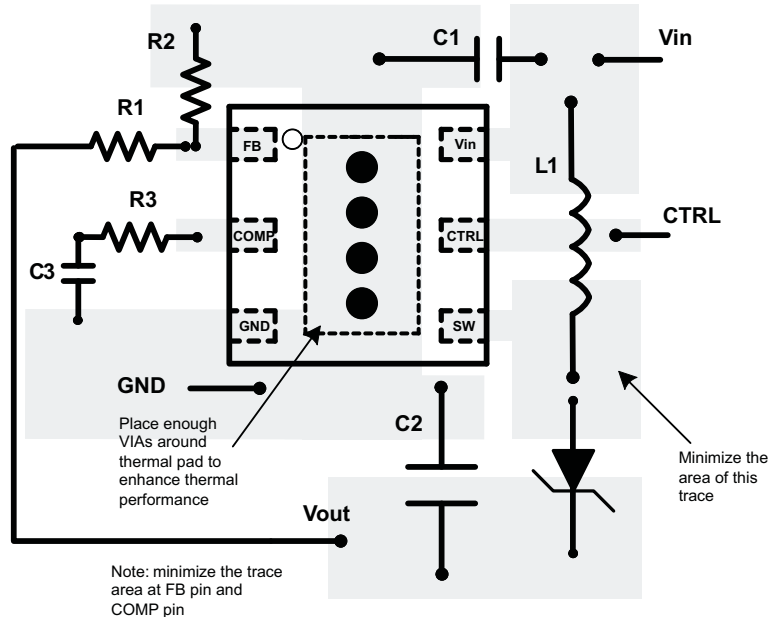 R2
C1
Vin
R1
FB
Vin
L1
R3
COMP
CTRL
CTRL
C3
GND
SW
GND
C2
Place enough
VIAs around
thermal pad to
enhance thermal
performance
Minimize the
area of this
trace
Vout
Note: minimize the trace
area at FB pin and
COMP pin